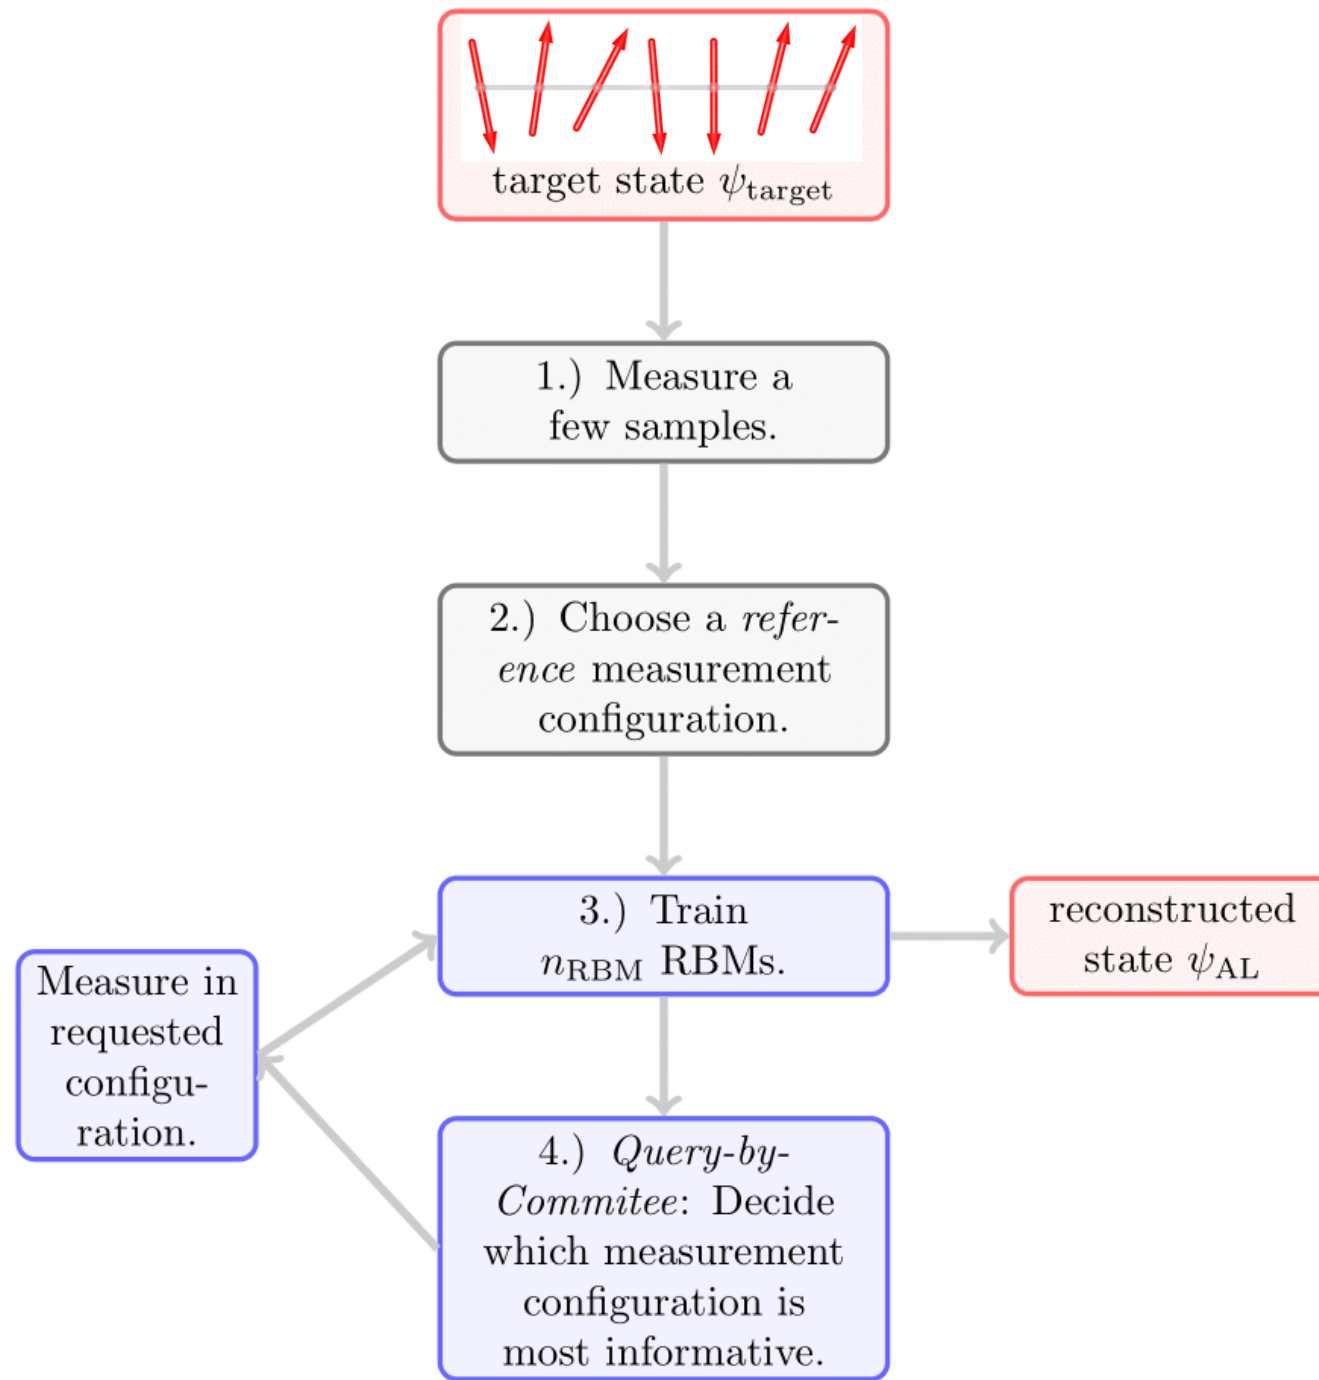 target state ψtarget
1.) Measure a
few samples.
2.) Choose a refer-
ence measurement
configuration.
3.) Train
nRBM RBMs.
reconstructed
state ψAL
Measure in
requested
configu-
ration.
4.) Query-by-
Commitee: Decide
which measurement
configuration is
most informative.